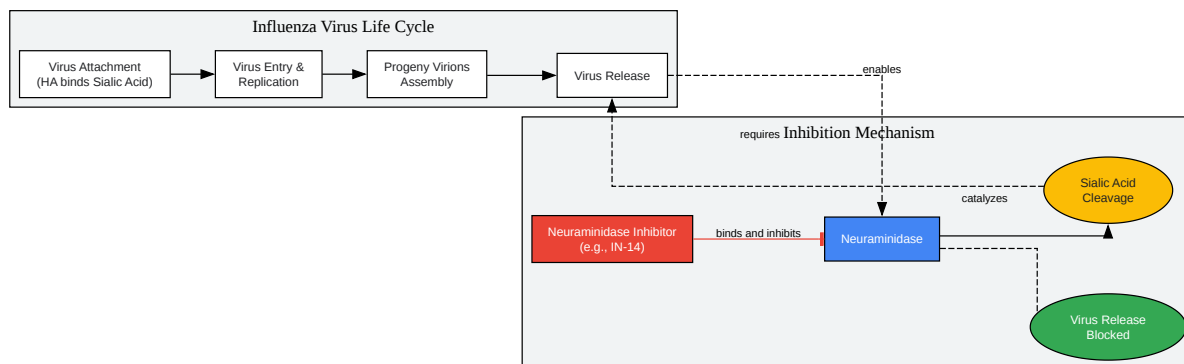 Influenza Virus Life Cycle
Virus Attachment
(HA binds Sialic Acid)
Virus Entry &
Replication
Progeny Virions
Assembly
Virus Release
enables
requires
Inhibition Mechanism
Sialic Acid
Cleavage
catalyzes
Neuraminidase Inhibitor
(e.g., IN-14)
binds and inhibits
Neuraminidase
Virus Release
Blocked